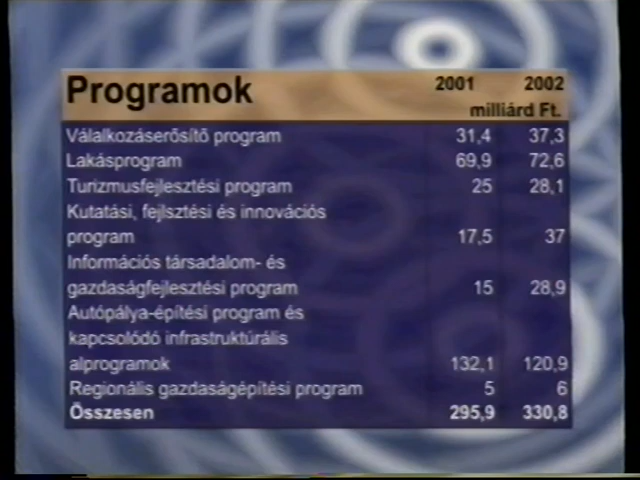 Programok 2001 2002
milliárd Ft.
Válalkozáserősítő program 31,4 37,3
Lakásprogram 69,9 72,6
Turizmusfejlesztési program 25 28,1
Kutatási, fejlsztési és innovációs
program 17,5 37
Információs társadalom- és
gazdaságfejlesztési program 15 28,9
Autópálya-építési program és
kapcsolódó infrastruktúrális
alprogramok 132,1 120,9
Regionális gazdaságépítési program 5 6
Összesen 295,9 330,8